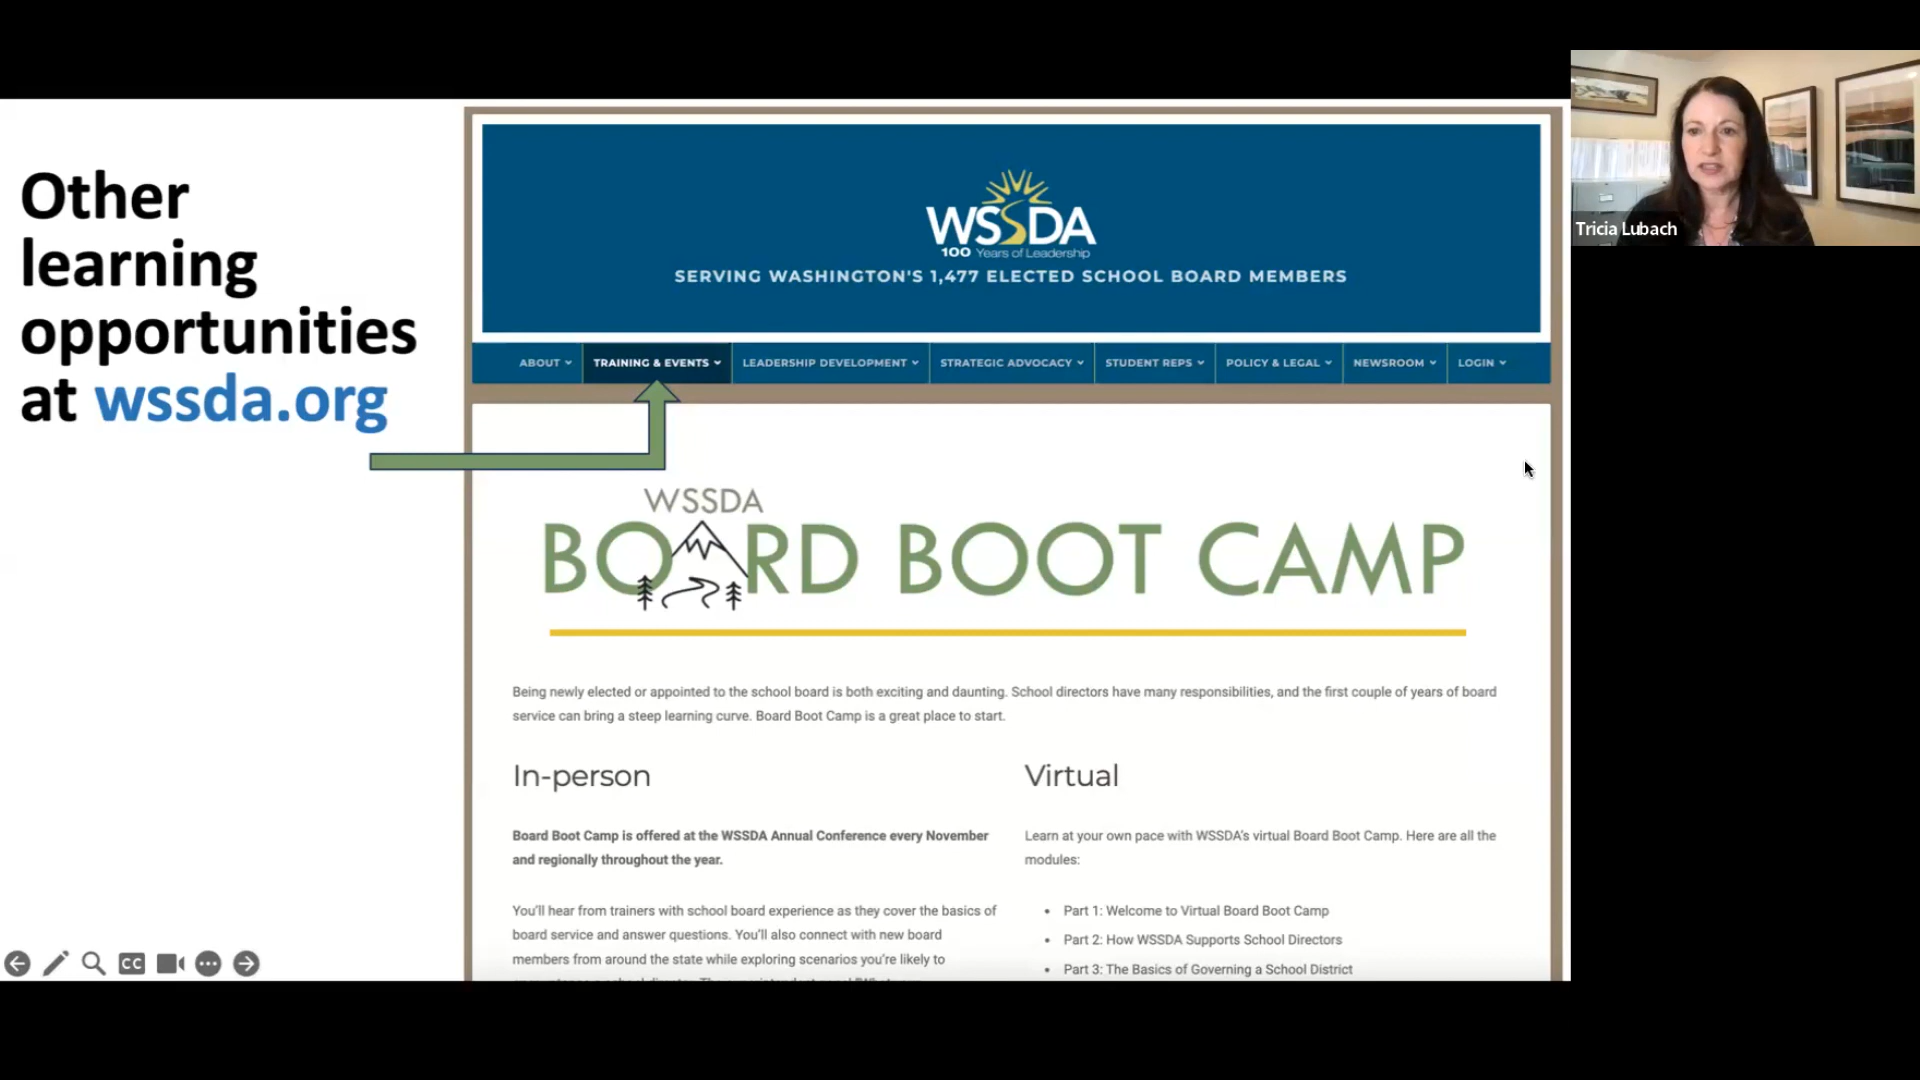 Other
learning
opportunities
at wssda.org
WSSDA
100 Years of Leadership
SERVING WASHINGTON'S 1,477 ELECTED SCHOOL BOARD MEMBERS
ABOUT TRAINING & EVENTS LEADERSHIP DEVELOPMENT STRATEGIC ADVOCACY STUDENT REPS POLICY & LEGAL NEWSROOM LOGIN
WSSDA
BOARD BOOT CAMP
Being newly elected or appointed to the school board is both exciting and daunting. School directors have many responsibilities, and the first couple of years of board
service can bring a steep learning curve. Board Boot Camp is a great place to start.
In-person
Board Boot Camp is offered at the WSSDA Annual Conference every November
and regionally throughout the year.
You'll hear from trainers with school board experience as they cover the basics of
board service and answer questions. You'll also connect with new board
members from around the state while exploring scenarios you're likely to
Virtual
Learn at your own pace with WSSDA's virtual Board Boot Camp. Here are all the
modules:
• Part 1: Welcome to Virtual Board Boot Camp
• Part 2: How WSSDA Supports School Directors
• Part 3: The Basics of Governing a School District
CC
Tricia Lubach